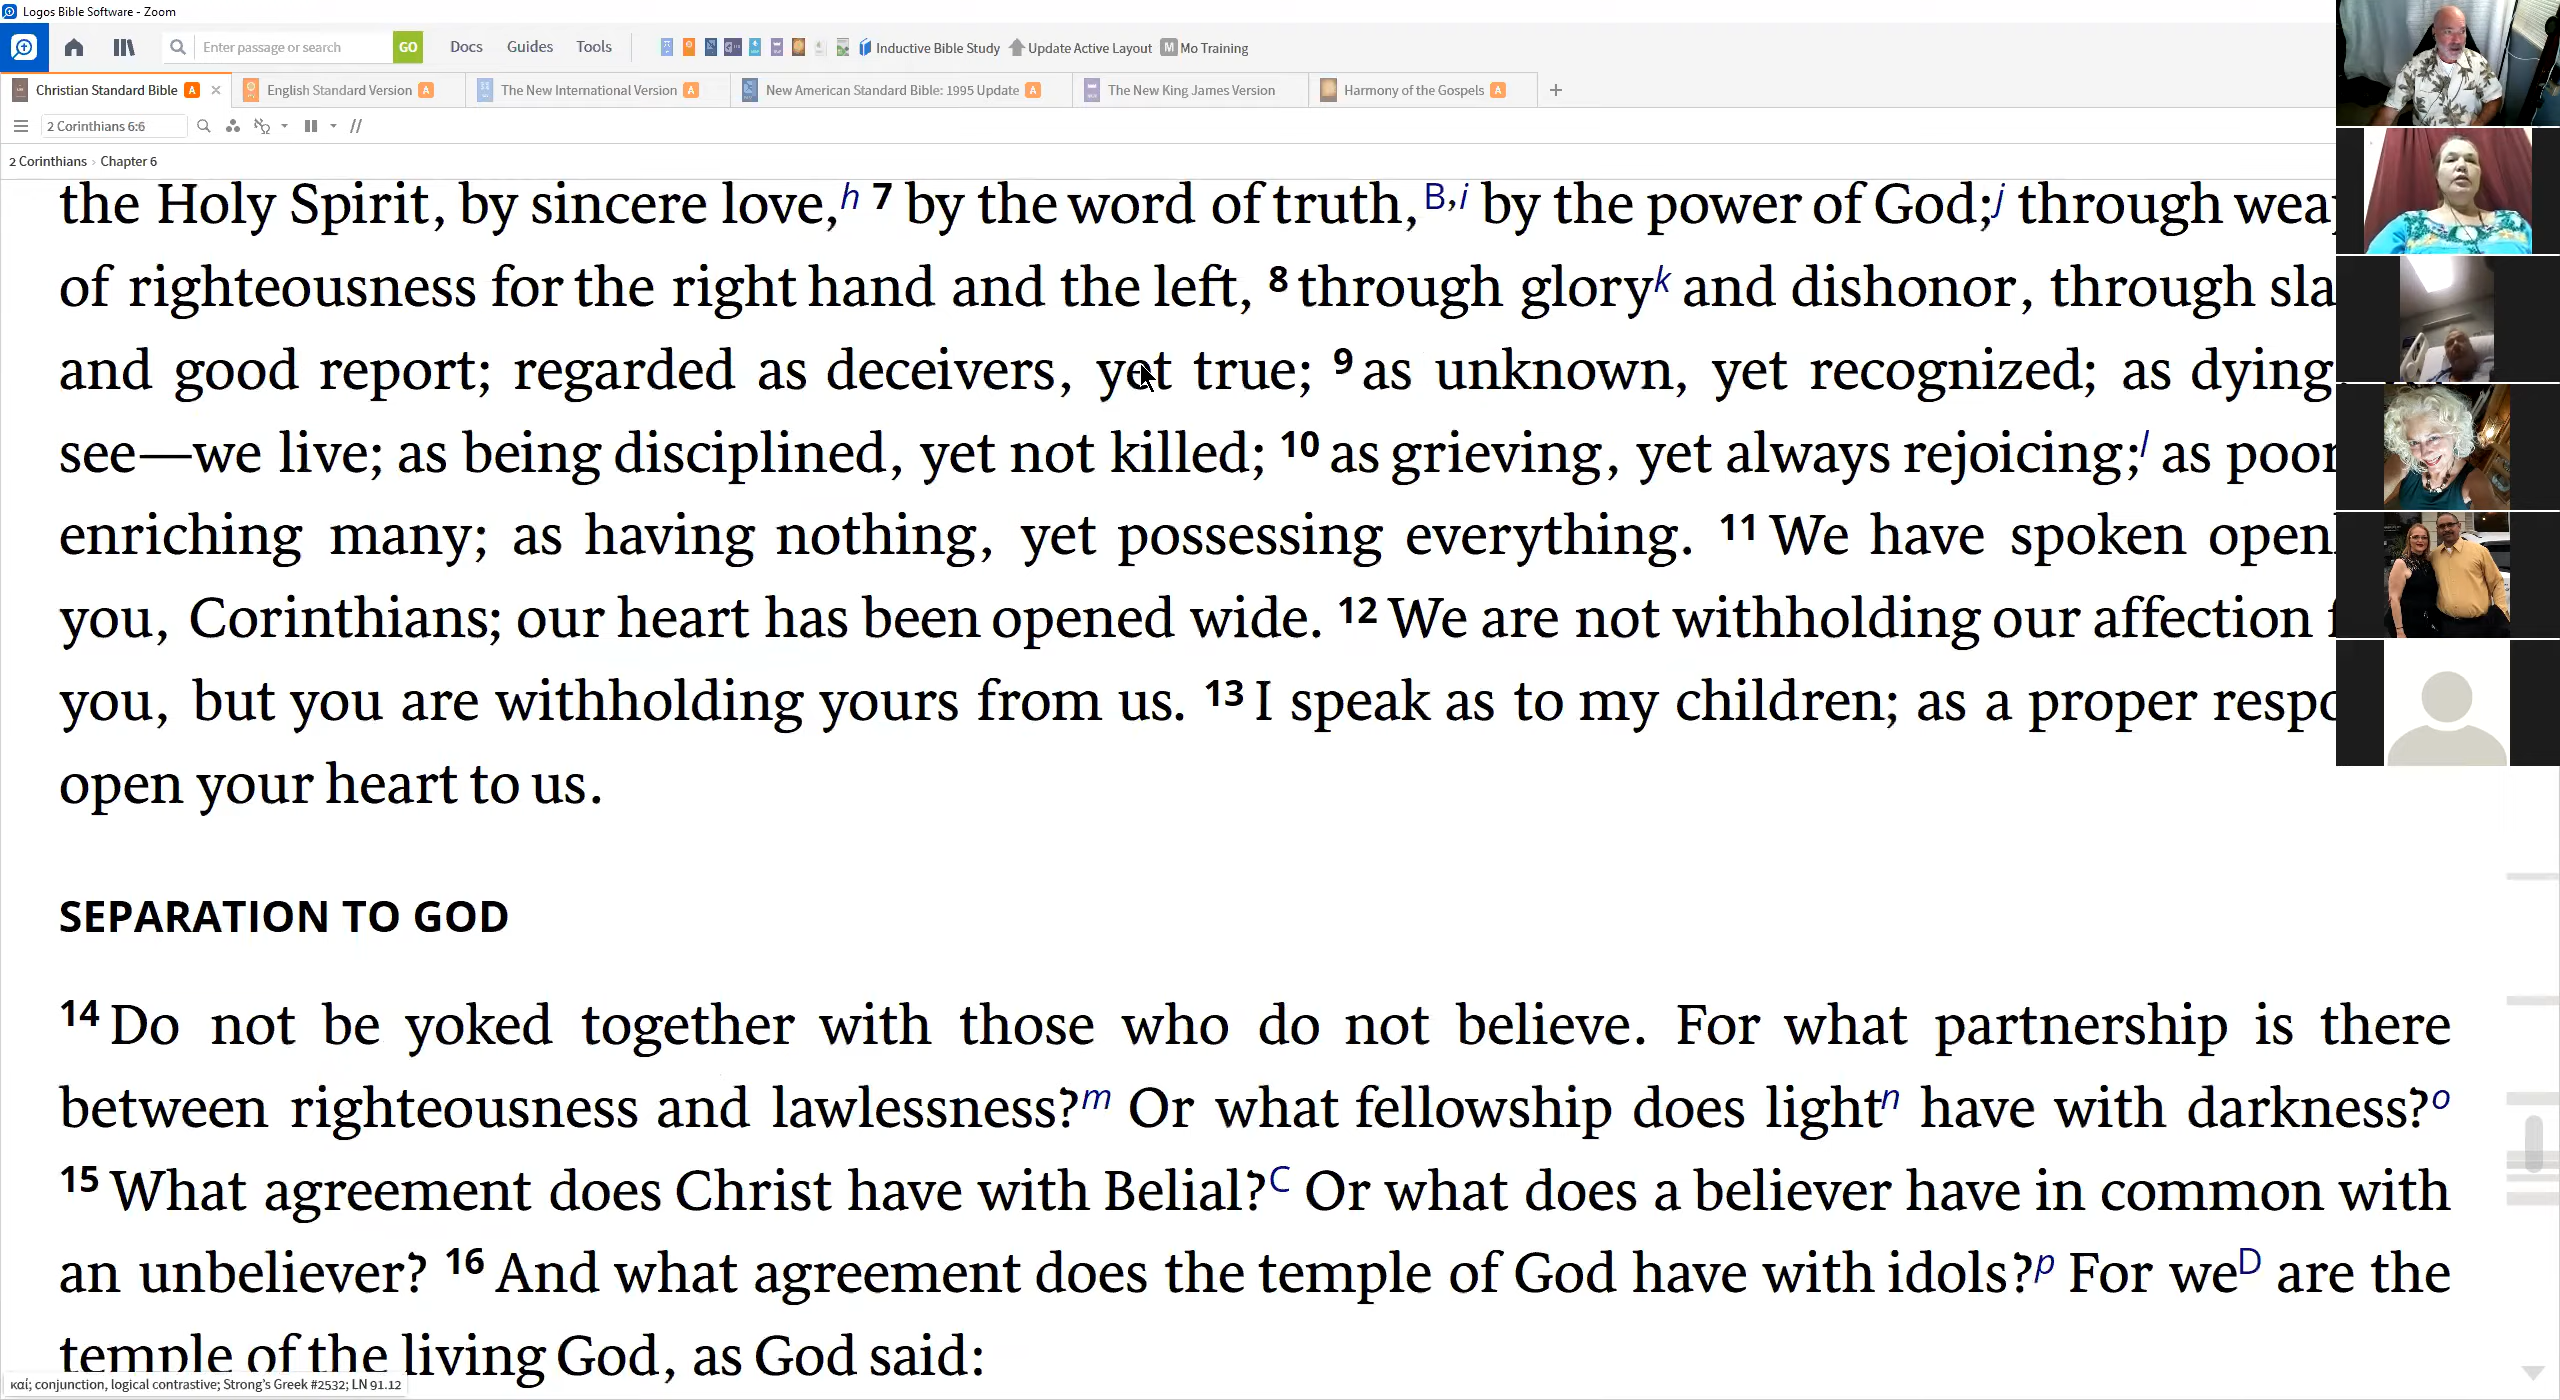 Logos Bible Software - Zoom
Enter passage or search GO Docs Guides Tools Inductive Bible Study Update Active Layout M Mo Training
Christian Standard Bible A × English Standard Version A The New International Version A New American Standard Bible: 1995 Update A The New King James Version Harmony of the Gospels A +
2 Corinthians 6:6 //
2 Corinthians › Chapter 6
the Holy Spirit, by sincere love,h 7 by the word of truth,B,i by the power of God;j through
of righteousness for the right hand and the left, 8 through gloryk and dishonor, through
and good report; regarded as deceivers, yet true; 9 as unknown, yet recognized; as dying
see—we live; as being disciplined, yet not killed; 10 as grieving, yet always rejoicing;l as poor
enriching many; as having nothing, yet possessing everything. 11 We have spoken
you, Corinthians; our heart has been opened wide. 12 We are not withholding our affection
you, but you are withholding yours from us. 13 I speak as to my children; as a proper
open your heart to us.
SEPARATION TO GOD
14 Do not be yoked together with those who do not believe. For what partnership is there
between righteousness and lawlessness?m Or what fellowship does lightn have with darkness?o
15 What agreement does Christ have with Belial?C Or what does a believer have in common with
an unbeliever? 16 And what agreement does the temple of God have with idols?p For weD are the
temple of the living God, as God said:
καί; conjunction, logical contrastive; Strong's Greek #2532; LN 91.12